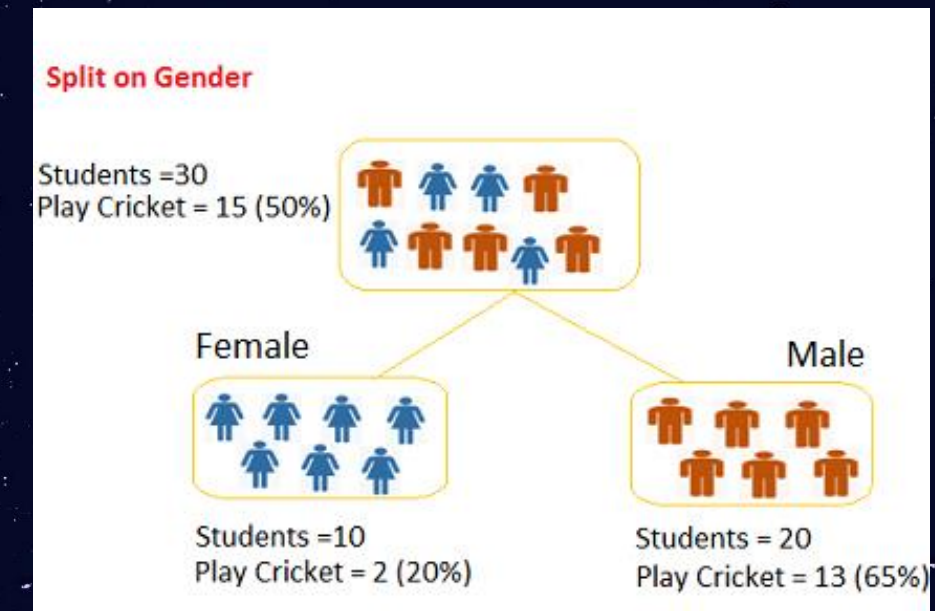 Split on Gender
Students =30
Play Cricket = 15 (50%)
Female
Male
Students =10
Play Cricket = 2 (20%)
Students = 20
Play Cricket = 13 (65%)